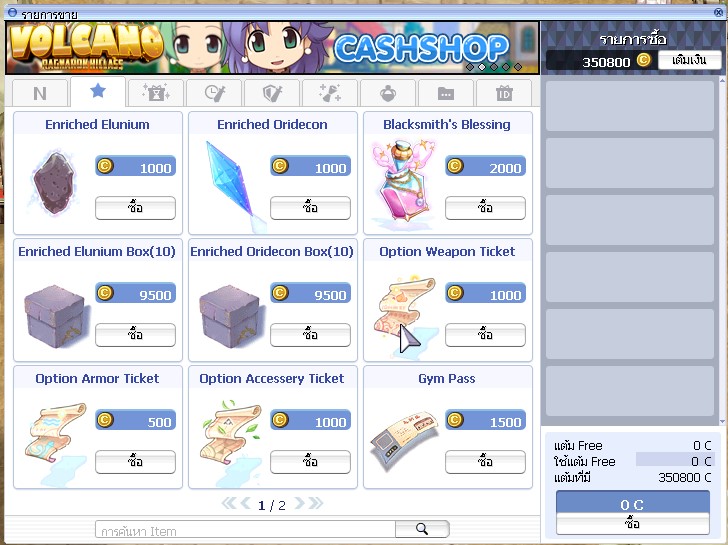 รายการขาย
VOLCANO
RAGNAROK VILLAGE
CASHSHOP
รายการซื้อ
350800 C
เติมเงิน
N
ID
Enriched Elunium
C 1000
ซื้อ
Enriched Oridecon
C 1000
ซื้อ
Blacksmith's Blessing
C 2000
ซื้อ
Enriched Elunium Box(10)
C 9500
ซื้อ
Enriched Oridecon Box(10)
C 9500
ซื้อ
Option Weapon Ticket
C 1000
ซื้อ
Option Armor Ticket
C 500
ซื้อ
Option Accessery Ticket
C 1000
ซื้อ
Gym Pass
C 1500
ซื้อ
1 / 2
การค้นหา Item
แต้ม Free 0 C
ใช้แต้ม Free 0 C
แต้มที่มี 350800 C
0 C
ซื้อ